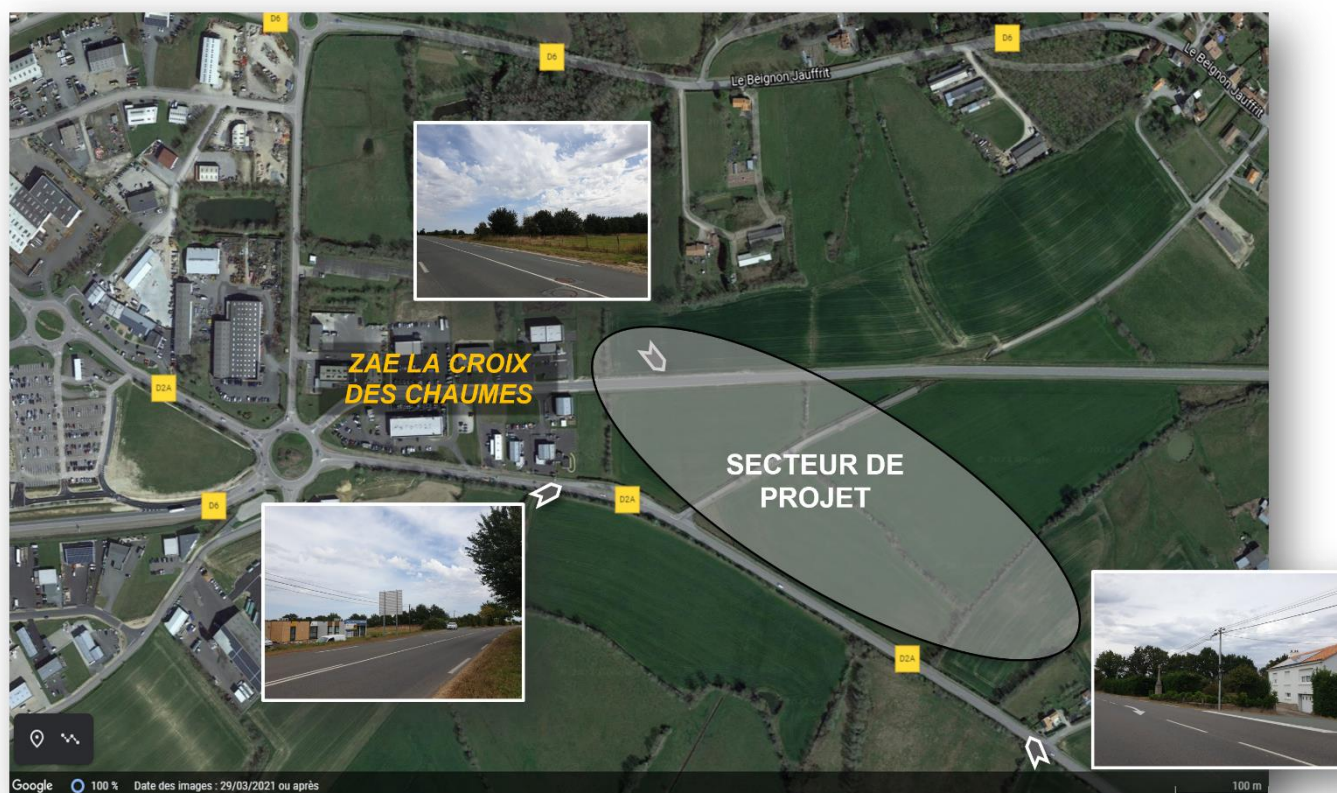 D6
D6
D6
Le Beignon Jauffrit
Le Beignon Jauffrit
ZAE LA CROIX
DES CHAUMES
D2A
SECTEUR DE
PROJET
D2A
D6
D2A
Google 100 % Date des images : 29/03/2021 ou après 100 m